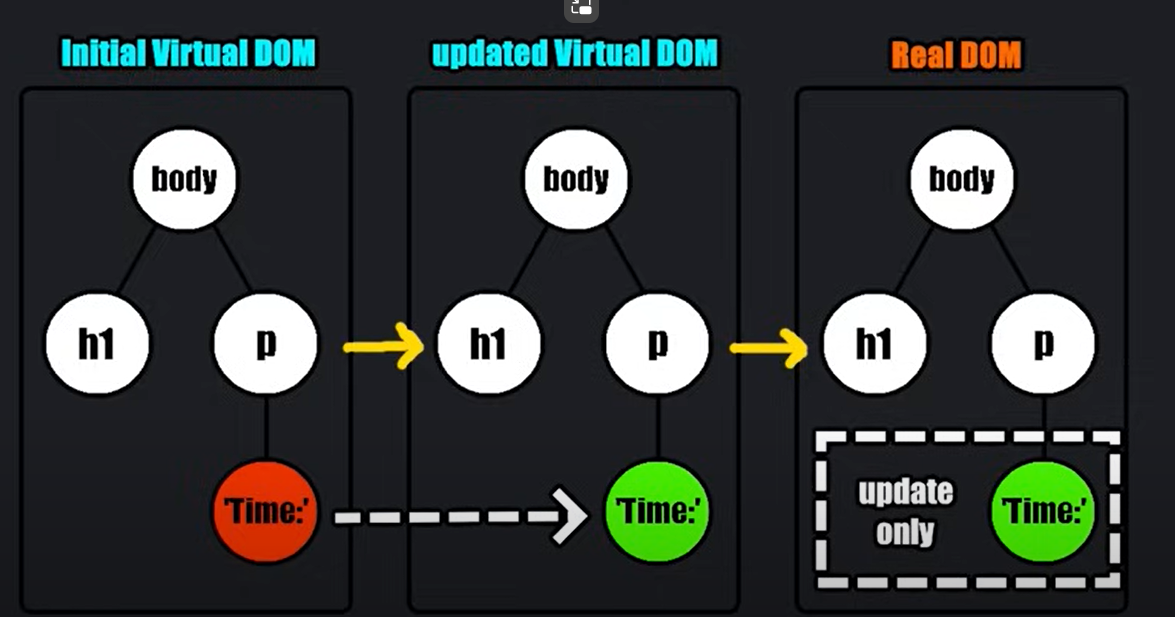 Initial Virtual DOM
updated Virtual DOM
Real DOM
body
body
body
h1
p
h1
p
h1
p
'Time:'
'Time:'
update
only
'Time:'